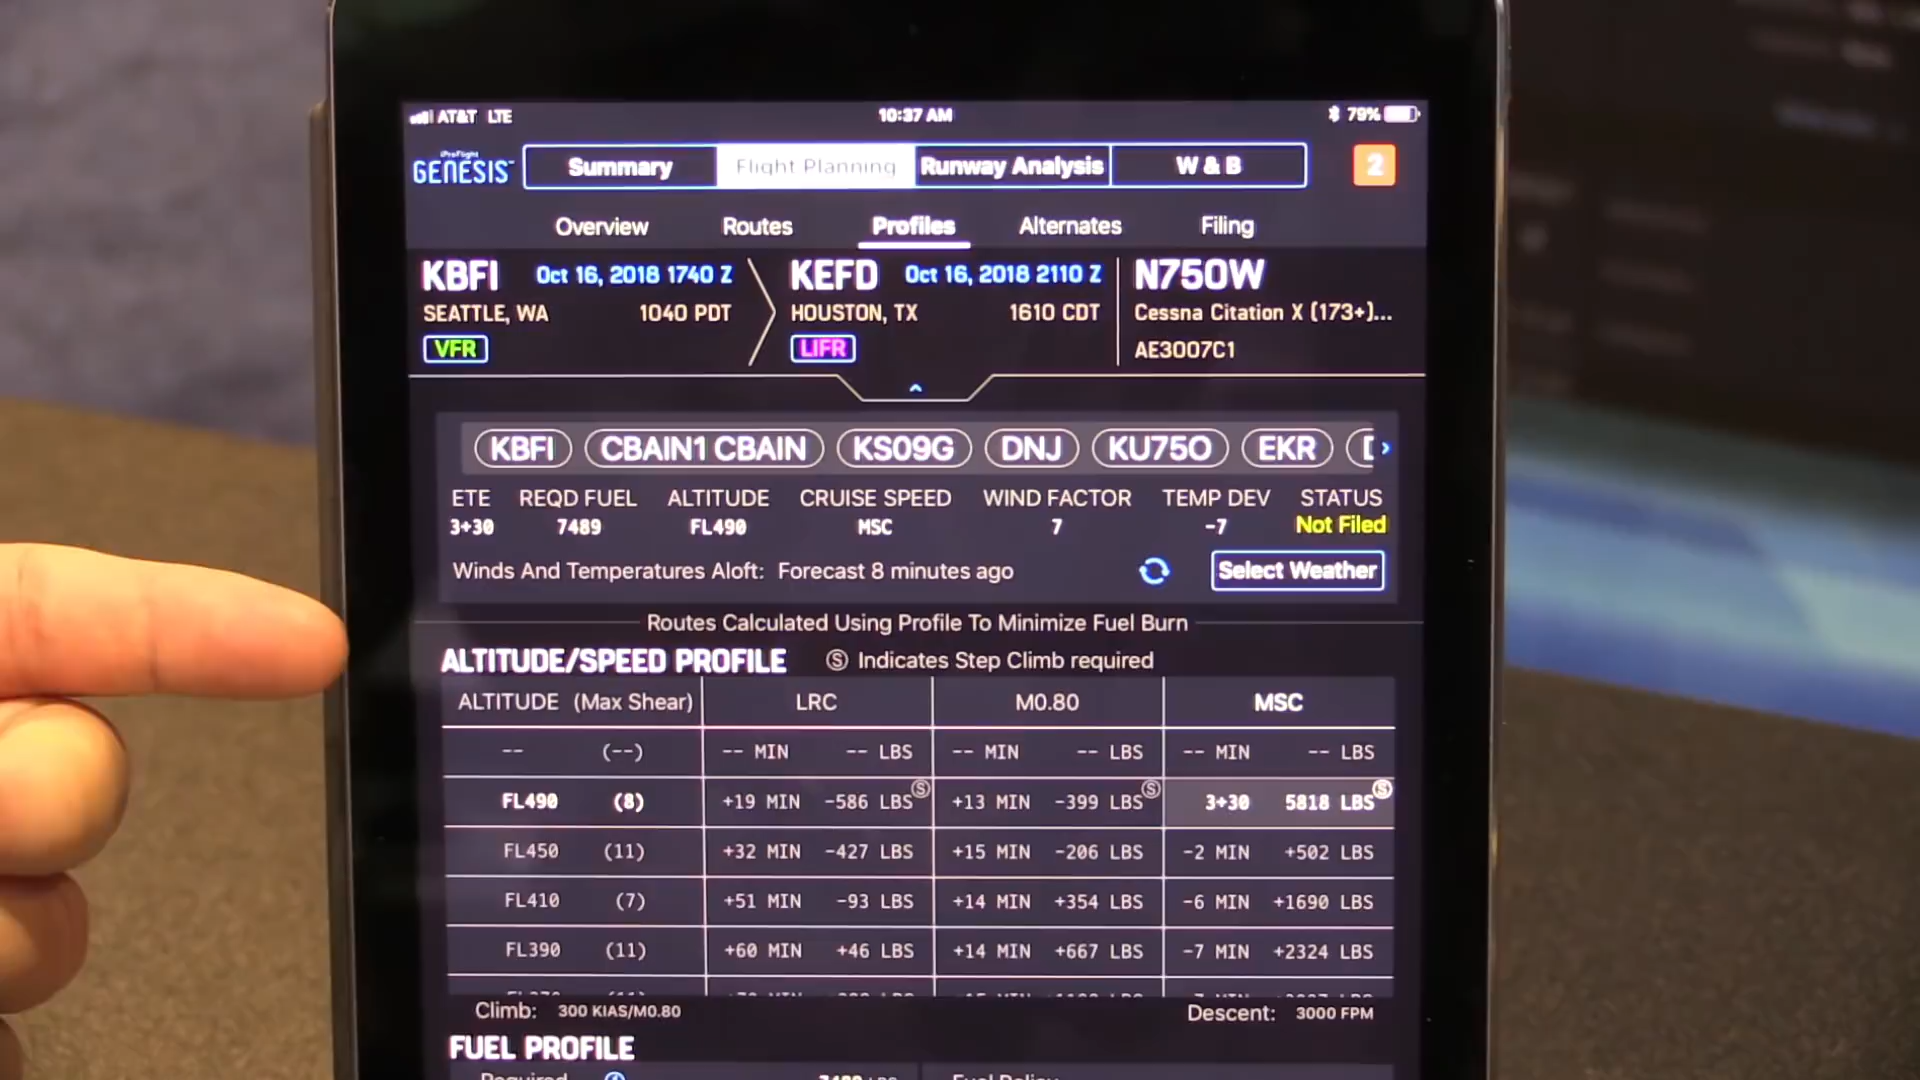 AT&T LTE 10:37 AM 79%
iPreFlight
GENESIS Summary Flight Planning Runway Analysis W & B 2
Overview Routes Profiles Alternates Filing
KBFI Oct 16, 2018 1740 Z KEFD Oct 16, 2018 2110 Z N750W
SEATTLE, WA 1040 PDT HOUSTON, TX 1610 CDT Cessna Citation X (173+)...
VFR LIFR AE3007C1
KBFI CBAIN1 CBAIN KS09G DNJ KU75O EKR
ETE REQD FUEL ALTITUDE CRUISE SPEED WIND FACTOR TEMP DEV STATUS
3+30 7489 FL490 MSC 7 -7 Not Filed
Winds And Temperatures Aloft: Forecast 8 minutes ago Select Weather
Routes Calculated Using Profile To Minimize Fuel Burn
ALTITUDE/SPEED PROFILE Ⓢ Indicates Step Climb required
ALTITUDE (Max Shear) LRC M0.80 MSC
-- (--) -- MIN -- LBS -- MIN -- LBS -- MIN -- LBS
FL490 (8) +19 MIN -586 LBS Ⓢ +13 MIN -399 LBS Ⓢ 3+30 5818 LBS Ⓢ
FL450 (11) +32 MIN -427 LBS +15 MIN -206 LBS -2 MIN +502 LBS
FL410 (7) +51 MIN -93 LBS +14 MIN +354 LBS -6 MIN +1690 LBS
FL390 (11) +60 MIN +46 LBS +14 MIN +667 LBS -7 MIN +2324 LBS
Climb: 300 KIAS/M0.80 Descent: 3000 FPM
FUEL PROFILE
Required 7489 LBS Fuel Policy